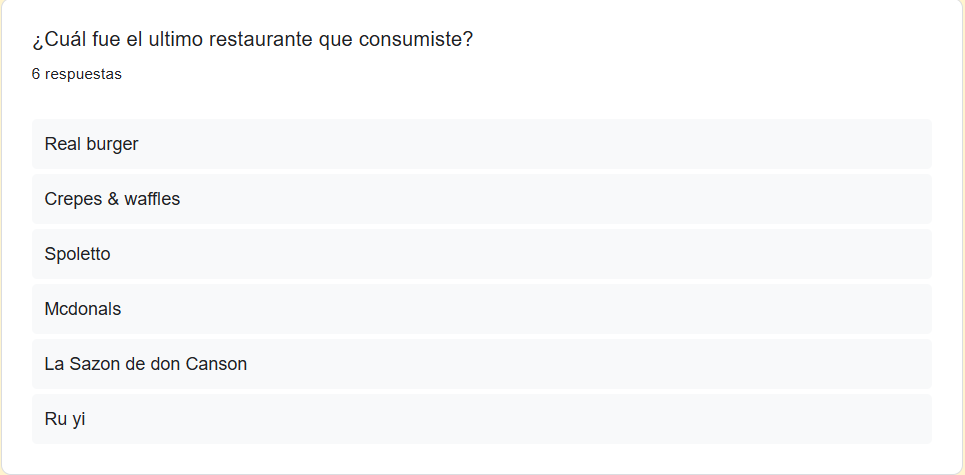 ¿Cuál fue el ultimo restaurante que consumiste?
6 respuestas
Real burger
Crepes & waffles
Spoletto
Mcdonals
La Sazon de don Canson
Ru yi